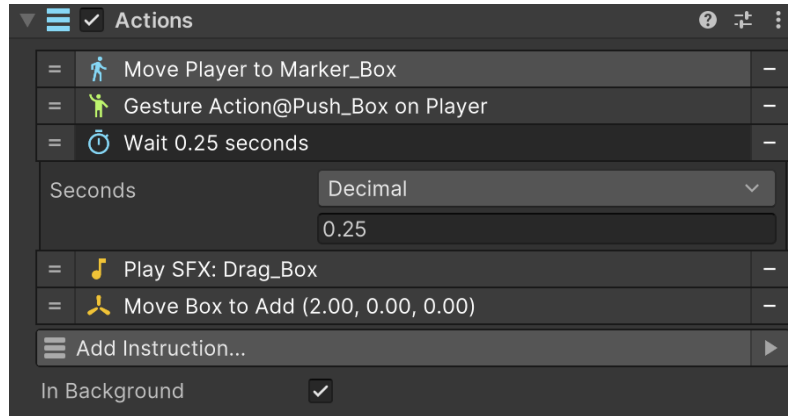 Actions
Move Player to Marker_Box
Gesture Action@Push_Box on Player
Wait 0.25 seconds
Seconds Decimal
0.25
Play SFX: Drag_Box
Move Box to Add (2.00, 0.00, 0.00)
Add Instruction...
In Background